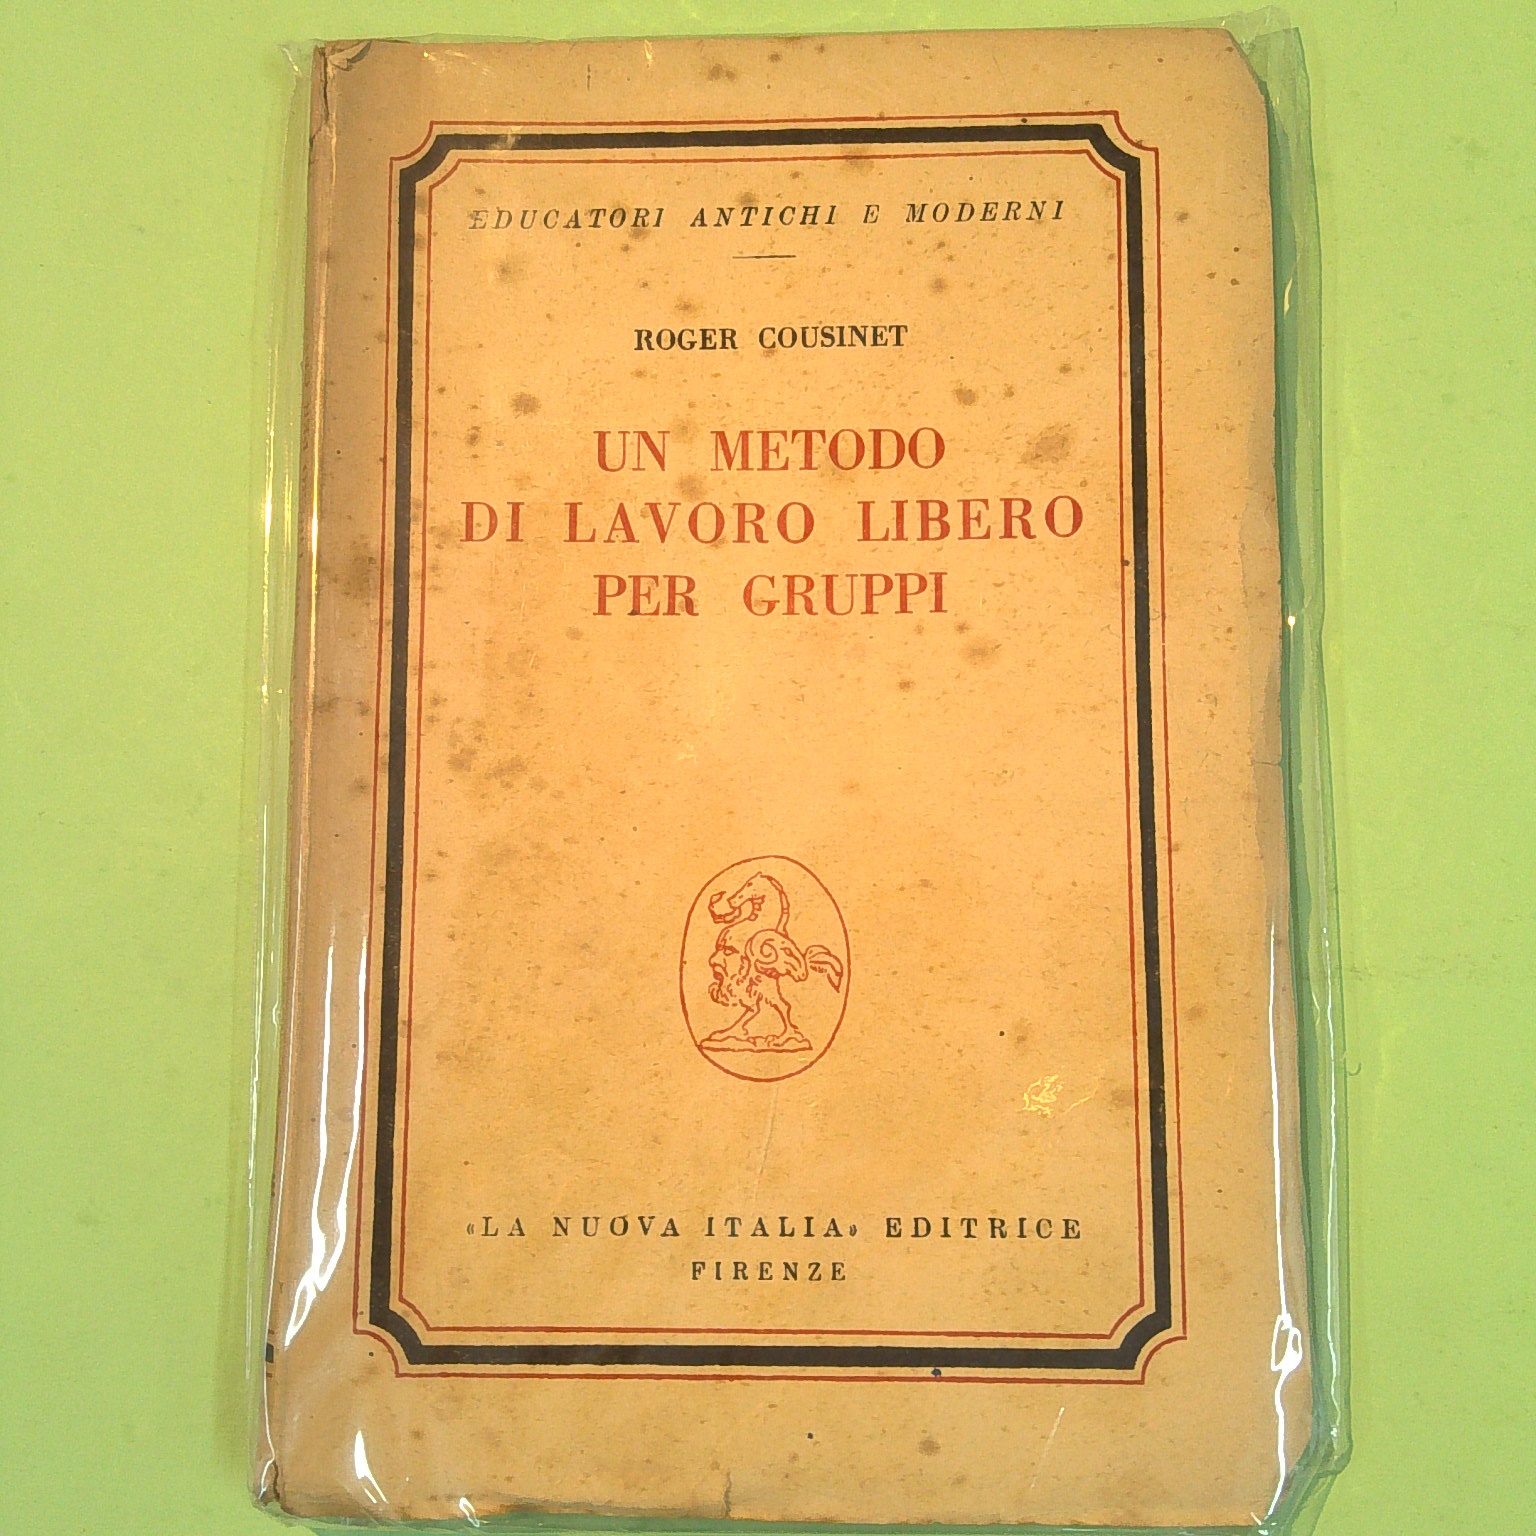 EDUCATORI ANTICHI E MODERNI
ROGER COUSINET
UN METODO
DI LAVORO LIBERO
PER GRUPPI
«LA NUOVA ITALIA» EDITRICE
FIRENZE